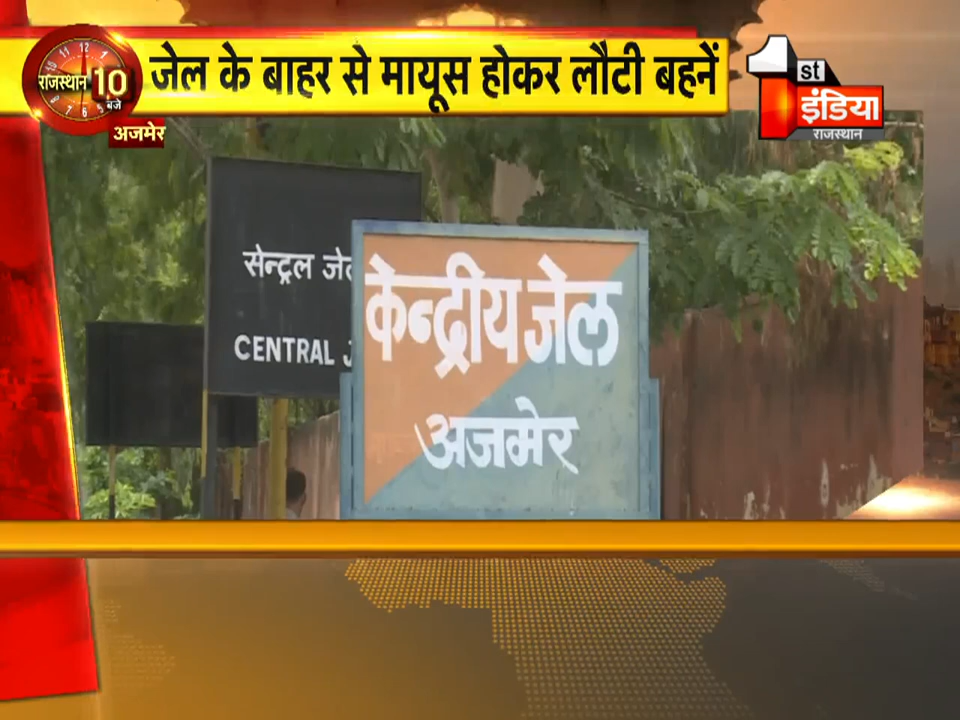 राजस्थान 10 बजे
जेल के बाहर से मायूस होकर लौटी बहनें
1st
इंडिया
राजस्थान
अजमेर
सेन्ट्रल
CENTRAL
केन्द्रीय जेल
अजमेर